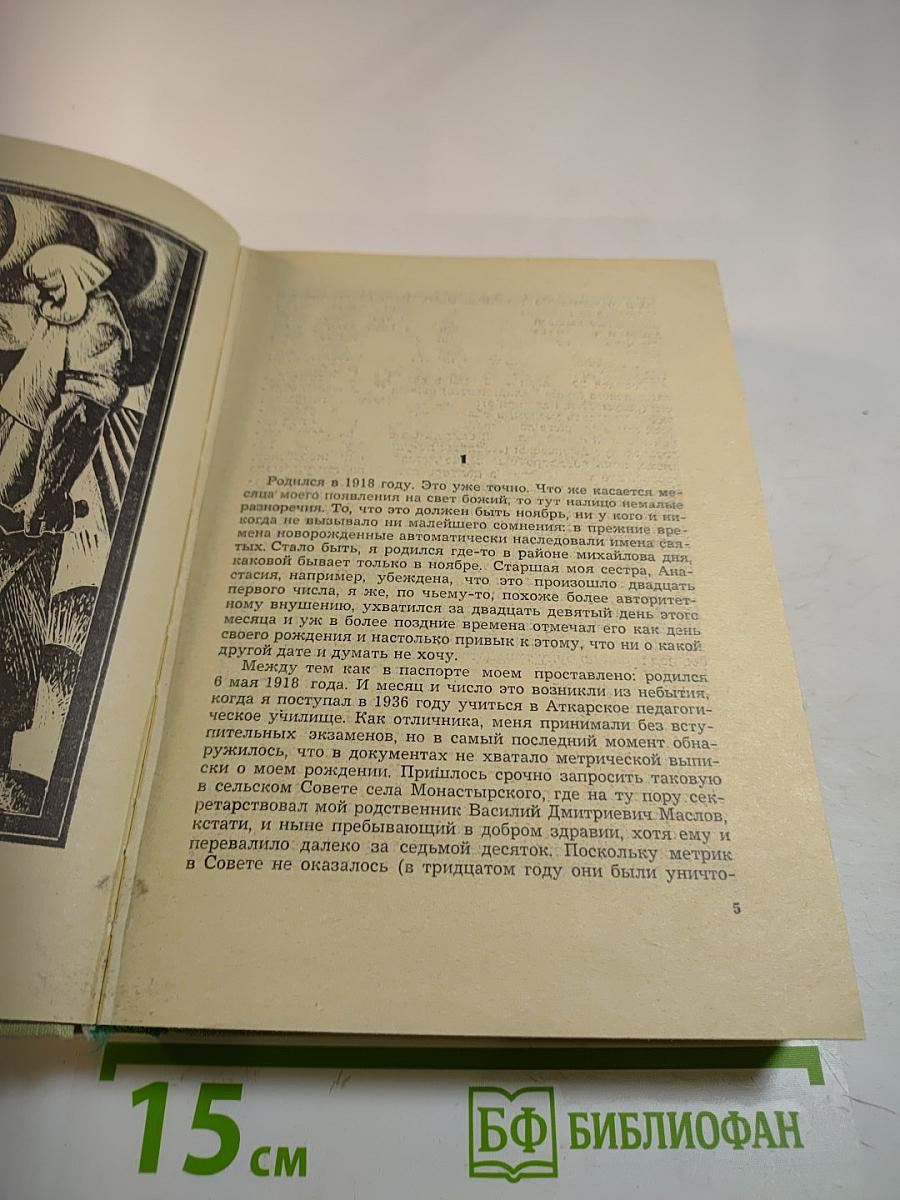 1
Родился в 1918 году. Это уже точно. Что же касается ме-
сяца моего появления на свет божий, то тут налицо немалые
разноречия. То, что это должен быть ноябрь, ни у кого и ни-
когда не вызывало ни малейшего сомнения: в прежние вре-
мена новорожденные автоматически наследовали имена свя-
тых. Стало быть, я родился где-то в районе михайлова дня,
каковой бывает только в ноябре. Старшая моя сестра, Ана-
стасия, например, убеждена, что это произошло двадцать
первого числа, я же, по чьему-то, похоже более авторитет-
ному внушению, ухватился за двадцать девятый день этого
месяца и уж в более поздние времена отмечал его как день
своего рождения и настолько привык к этому, что ни о какой
другой дате и думать не хочу.
Между тем как в паспорте моем проставлено: родился
6 мая 1918 года. И месяц и число это возникли из небытия,
когда я поступал в 1936 году учиться в Аткарское педагоги-
ческое училище. Как отличника, меня принимали без всту-
пительных экзаменов, но в самый последний момент обна-
ружилось, что в документах не хватало метрической выпи-
ски о моем рождении. Пришлось срочно запросить таковую
в сельском Совете села Монастырского, где на ту пору сек-
ретарствовал мой родственник Василий Дмитриевич Маслов,
кстати, и ныне пребывающий в добром здравии, хотя ему и
перевалило далеко за седьмой десяток. Поскольку метрик
в Совете не оказалось (в тридцатом году они были уничто-
5
15 см
БФ БИБЛИОФАН